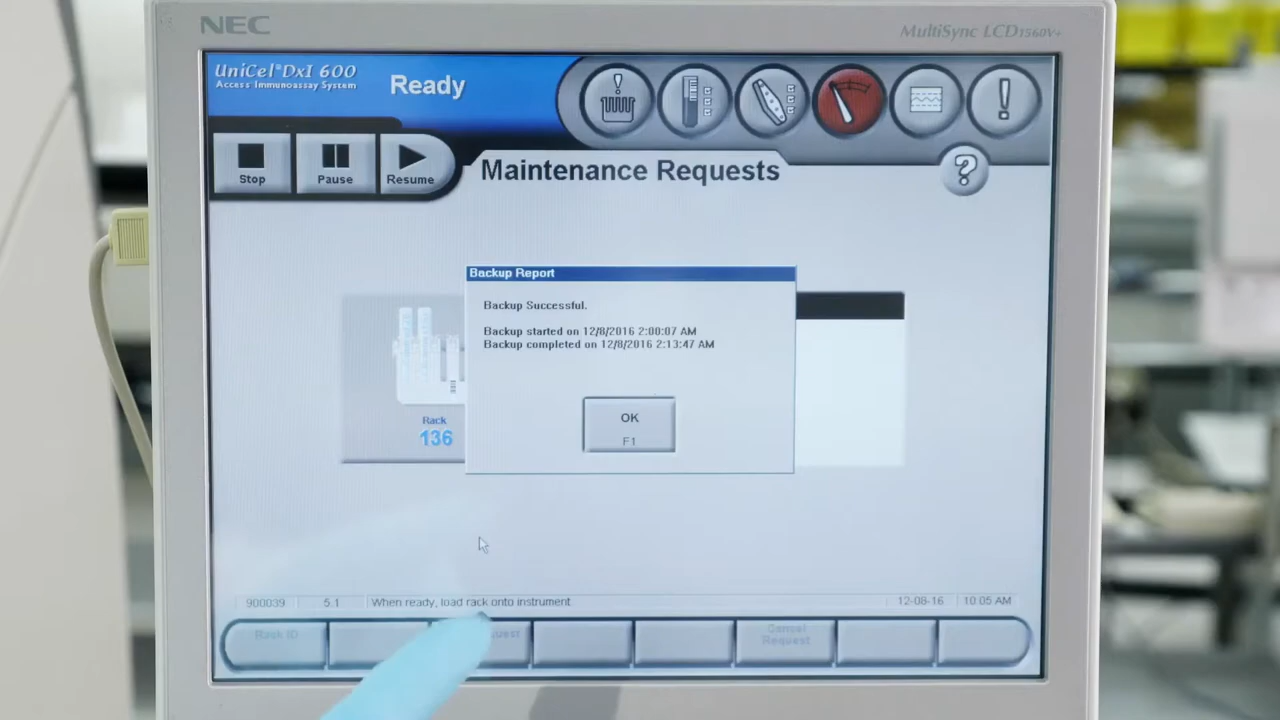 NEC
MultiSync LCD1560V+
UniCel® DxI 600
Access® Immunoassay System
Ready
Stop
Pause
Resume
Maintenance Requests
?
Backup Report
Backup Successful.
Backup started on 12/8/2016 2:00:07 AM
Backup completed on 12/8/2016 2:13:47 AM
OK
F1
Rack
136
900039
5.1
When ready, load rack onto instrument
12-08-16
10:05 AM
Rack ID
Cancel
Request